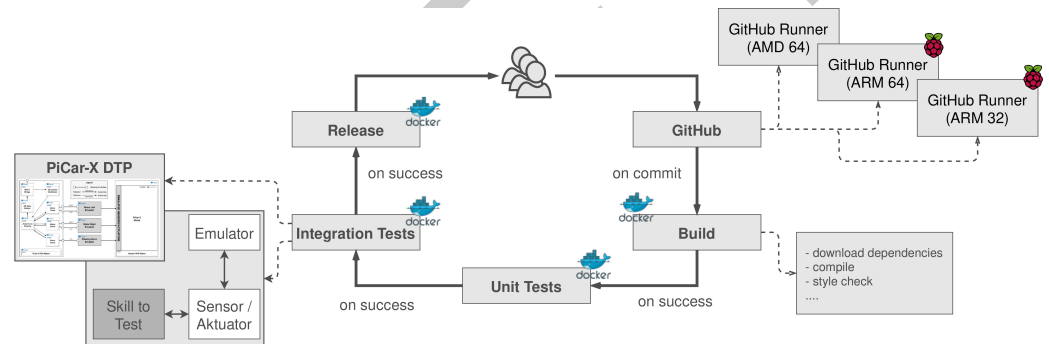 GitHub Runner
(AMD 64)
GitHub Runner
(ARM 64)
GitHub Runner
(ARM 32)
Release
docker
GitHub
PiCar-X DTP
on success
on commit
docker
docker
Integration Tests
Build
Emulator
- download dependencies
- compile
- style check
....
docker
Unit Tests
on success
on success
Skill to
Test
Sensor /
Aktuator